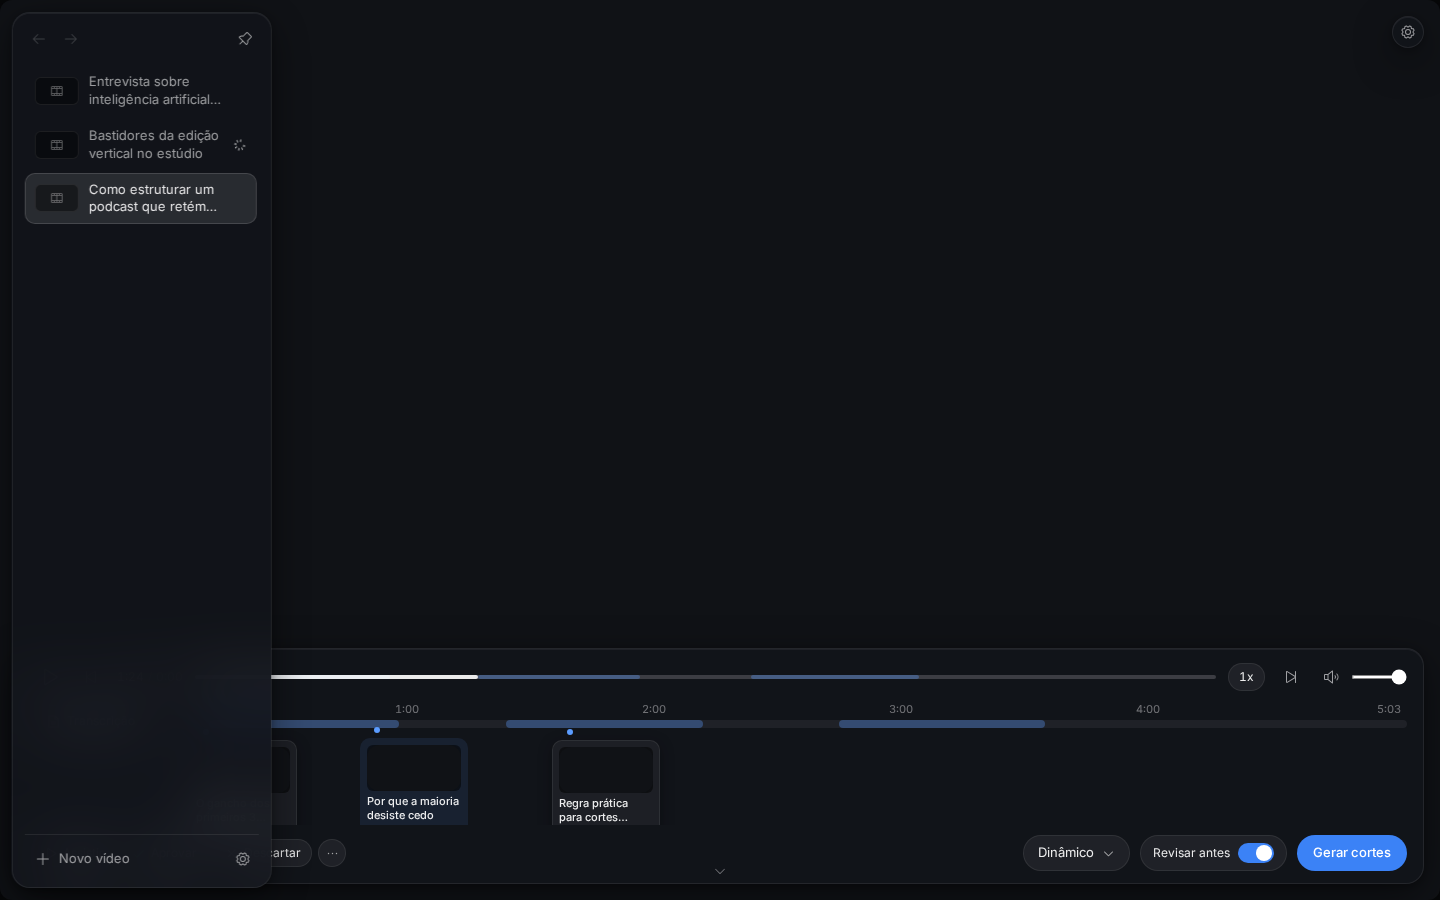 Entrevista sobre
inteligência artificial...
Bastidores da edição
vertical no estúdio
Como estruturar um
podcast que retém...
1x
1:00
2:00
3:00
4:00
5:03
Por que a maioria
desiste cedo
Regra prática
para cortes...
Novo vídeo
cartar
Dinâmico
Revisar antes
Gerar cortes